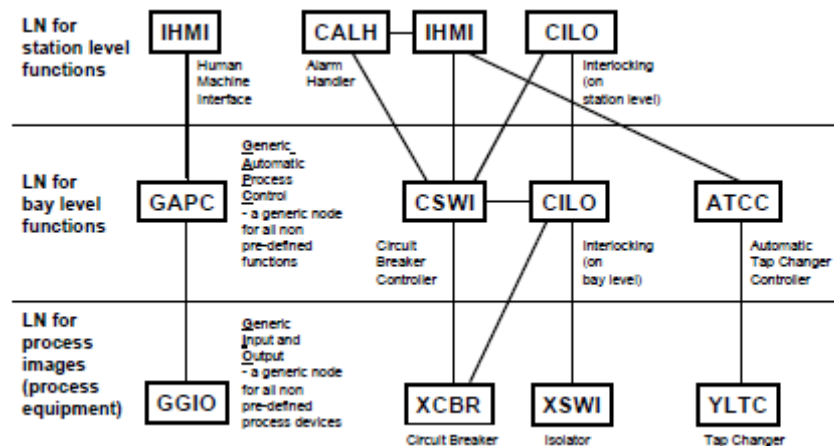 LN for
station level
functions
IHMI
CALH
IHMI
CILO
Human
Machine
Interface
Alarm
Handler
Interlocking
(on
station level)
LN for
bay level
functions
GAPC
Generic
Automatic
Process
Control
- a generic node
for all non
pre-defined
functions
CSWI
CILO
ATCC
Circuit
Breaker
Controller
Interlocking
(on
bay level)
Automatic
Tap Changer
Controller
LN for
process
images
(process
equipment)
GGIO
Generic
Input and
Output
- a generic node
for all non
pre-defined
process devices
XCBR
XSWI
YLTC
Circuit Breaker
Isolator
Tap Changer